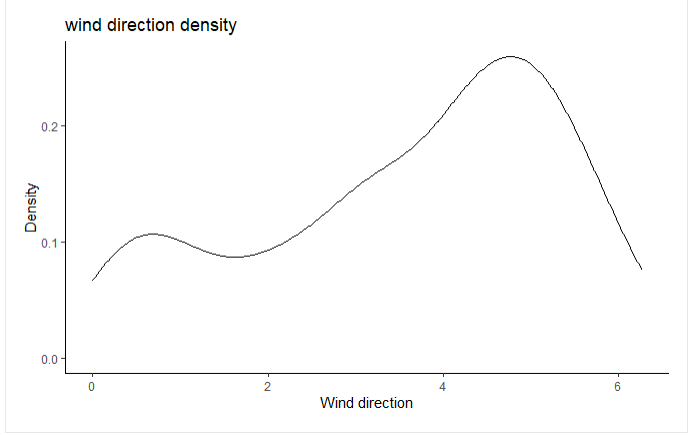 wind direction density
0.2
0.1
0.0
Density
0 2 4 6
Wind direction